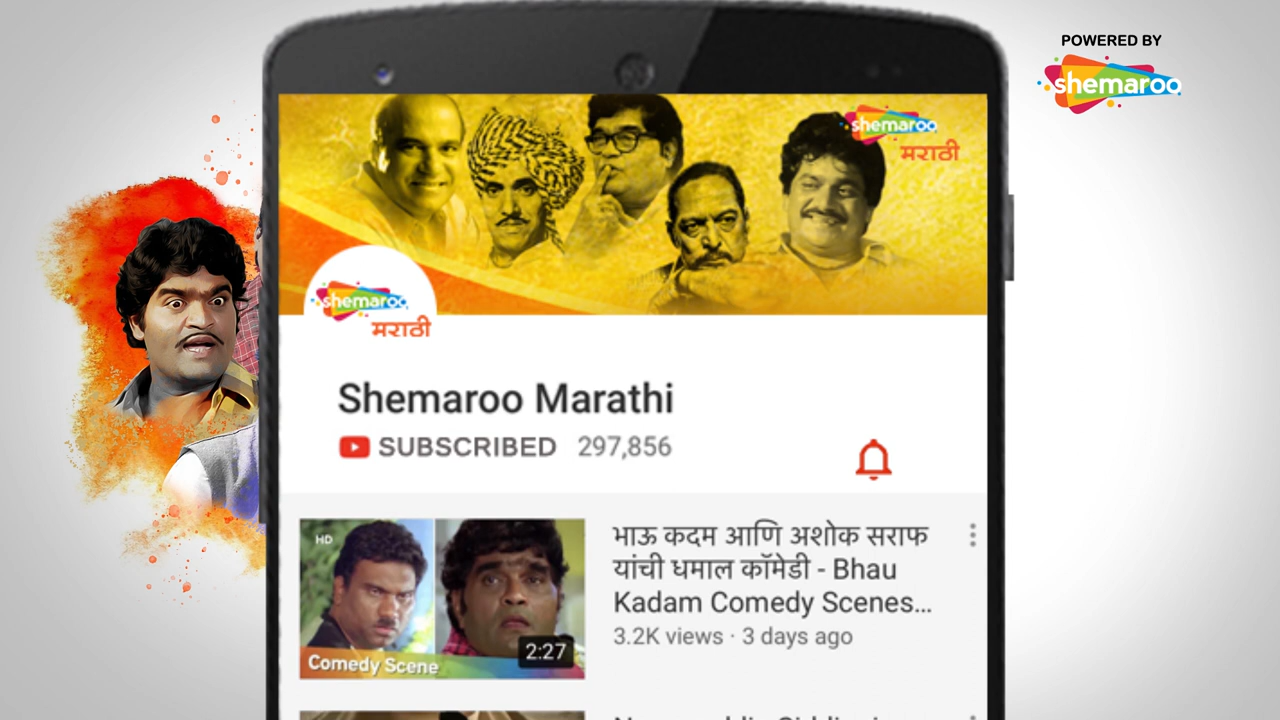 POWERED BY
shemaroo
shemaroo
मराठी
shemaroo
मराठी
Shemaroo Marathi
SUBSCRIBED 297,856
HD
Comedy Scene
2:27
भाऊ कदम आणि अशोक सराफ
यांची धमाल कॉमेडी - Bhau
Kadam Comedy Scenes...
3.2K views · 3 days ago